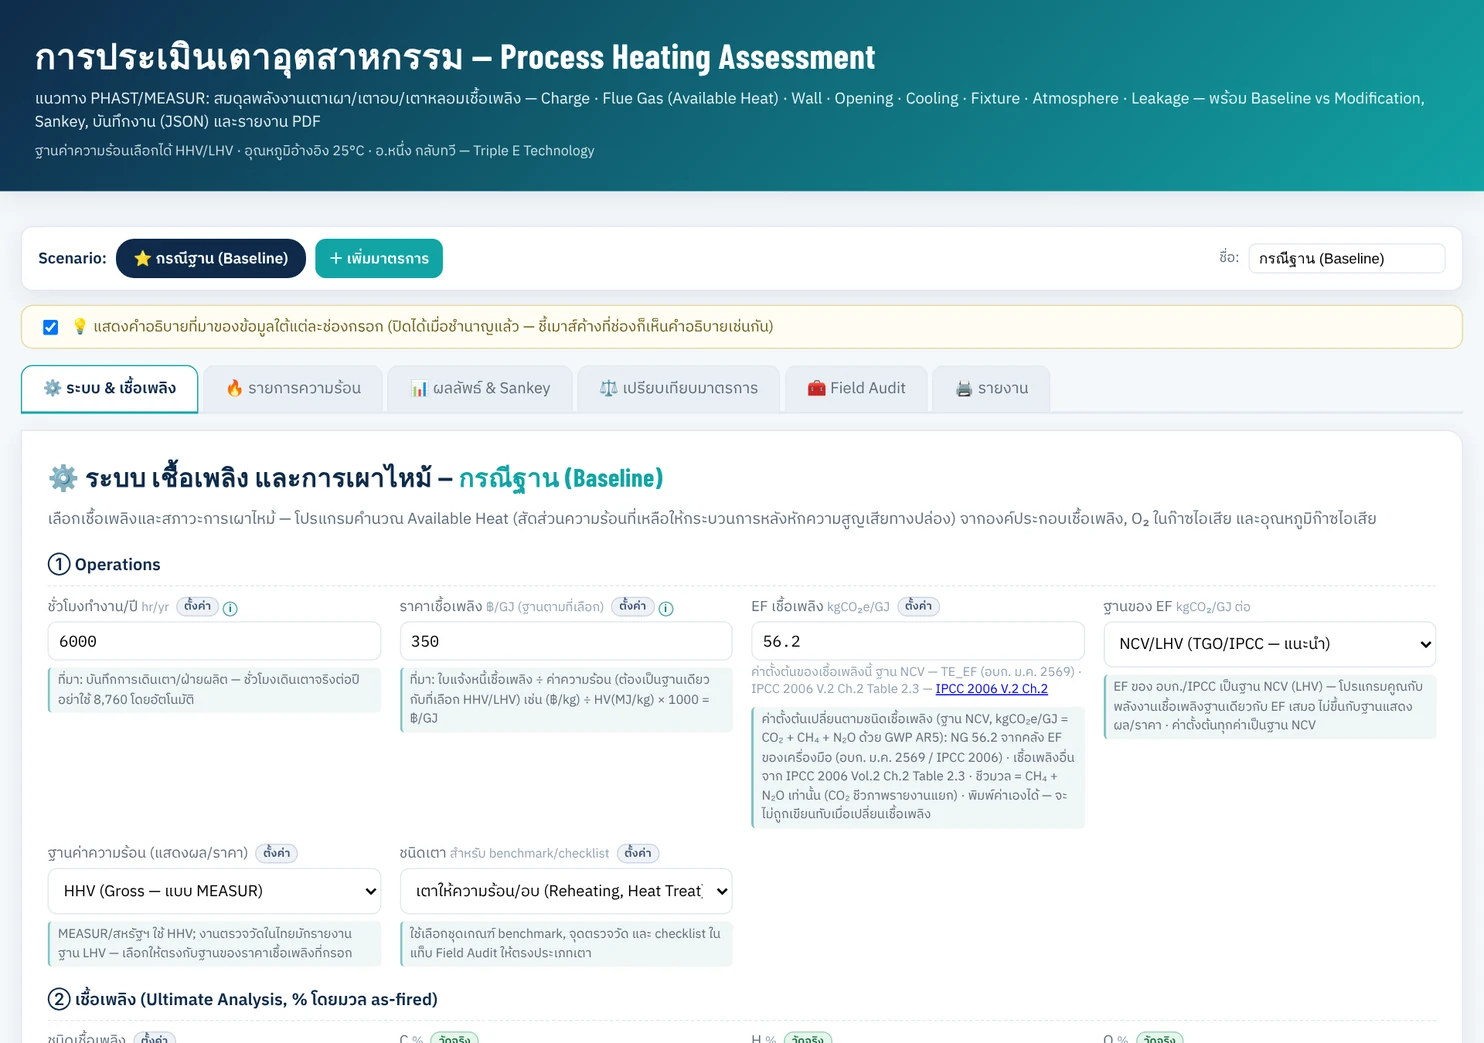 การประเมินเตาอุตสาหกรรม — Process Heating Assessment
แนวทาง PHAST/MEASUR: สมดุลพลังงานเตาเผา/เตาอบ/เตาหลอมเชื้อเพลิง — Charge · Flue Gas (Available Heat) · Wall · Opening · Cooling · Fixture · Atmosphere · Leakage — พร้อม Baseline vs Modification,
Sankey, บันทึกงาน (JSON) และรายงาน PDF
ฐานค่าความร้อนเลือกได้ HHV/LHV · อุณหภูมิอ้างอิง 25°C · อ.หนึ่ง กลับทวี — Triple E Technology
Scenario: ⭐ กรณีฐาน (Baseline) + เพิ่มมาตรการ ชื่อ: กรณีฐาน (Baseline)
💡 แสดงคำอธิบายที่มาของข้อมูลใต้แต่ละช่องกรอก (ปิดได้เมื่อชำนาญแล้ว — ชี้เมาส์ค้างที่ช่องก็เห็นคำอธิบายเช่นกัน)
⚙️ ระบบ & เชื้อเพลิง 🔥 รายการความร้อน 📊 ผลลัพธ์ & Sankey ⚖️ เปรียบเทียบมาตรการ 🧰 Field Audit 🖨️ รายงาน
⚙️ ระบบ เชื้อเพลิง และการเผาไหม้ — กรณีฐาน (Baseline)
เลือกเชื้อเพลิงและสภาวะการเผาไหม้ — โปรแกรมคำนวณ Available Heat (สัดส่วนความร้อนที่เหลือให้กระบวนการหลังหักความสูญเสียทางปล่อง) จากองค์ประกอบเชื้อเพลิง, O₂ ในก๊าซไอเสีย และอุณหภูมิก๊าซไอเสีย
① Operations
ชั่วโมงทำงาน/ปี hr/yr ตั้งค่า ⓘ
6000
ที่มา: บันทึกการเดินเตา/ฝ่ายผลิต — ชั่วโมงเดินเตาจริงต่อปี
อย่าใช้ 8,760 โดยอัตโนมัติ
ราคาเชื้อเพลิง ฿/GJ (ฐานตามที่เลือก) ตั้งค่า ⓘ
350
ที่มา: ใบแจ้งหนี้เชื้อเพลิง ÷ ค่าความร้อน (ต้องเป็นฐานเดียว
กับที่เลือก HHV/LHV) เช่น (฿/kg) ÷ HV(MJ/kg) × 1000 =
฿/GJ
EF เชื้อเพลิง kgCO₂e/GJ ตั้งค่า
56.2
ค่าตั้งต้นของเชื้อเพลิงนี้ ฐาน NCV — TE_EF (อบก. ม.ค. 2569) ·
IPCC 2006 V.2 Ch.2 Table 2.3 — IPCC 2006 V.2 Ch.2
ค่าตั้งต้นเปลี่ยนตามชนิดเชื้อเพลิง (ฐาน NCV, kgCO₂e/GJ =
CO₂ + CH₄ + N₂O ด้วย GWP AR5): NG 56.2 จากคลัง EF
ของเครื่องมือ (อบก. ม.ค. 2569 / IPCC 2006) · เชื้อเพลิงอื่น
จาก IPCC 2006 Vol.2 Ch.2 Table 2.3 · ชีวมวล = CH₄ +
N₂O เท่านั้น (CO₂ ชีวภาพรายงานแยก) · พิมพ์ค่าเองได้ — จะ
ไม่ถูกเขียนทับเมื่อเปลี่ยนเชื้อเพลิง
ฐานของ EF kgCO₂/GJ ต่อ
NCV/LHV (TGO/IPCC — แนะนำ)
EF ของ อบก./IPCC เป็นฐาน NCV (LHV) — โปรแกรมคูณกับ
พลังงานเชื้อเพลิงฐานเดียวกับ EF เสมอ ไม่ขึ้นกับฐานแสดง
ผล/ราคา · ค่าตั้งต้นทุกค่าเป็นฐาน NCV
ฐานค่าความร้อน (แสดงผล/ราคา) ตั้งค่า
HHV (Gross — แบบ MEASUR)
MEASUR/สหรัฐฯ ใช้ HHV; งานตรวจวัดในไทยมักรายงาน
ฐาน LHV — เลือกให้ตรงกับฐานของราคาเชื้อเพลิงที่กรอก
ชนิดเตา สำหรับ benchmark/checklist ตั้งค่า
เตาให้ความร้อน/อบ (Reheating, Heat Treat
ใช้เลือกชุดเกณฑ์ benchmark, จุดตรวจวัด และ checklist ใน
แท็บ Field Audit ให้ตรงประเภทเตา
② เชื้อเพลิง (Ultimate Analysis, % โดยมวล as-fired)
ชนิดเชื้อเพลิง ตั้งค่า C % วัดจริง H % วัดจริง O % วัดจริง